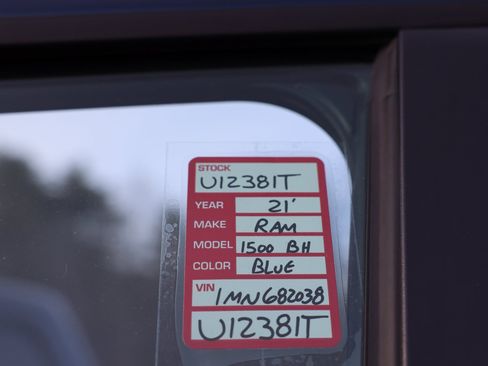 STOCK
U12381T
YEAR 21'
MAKE RAM
MODEL 1500 BH
COLOR BLUE
VIN
1MN682038
U12381T